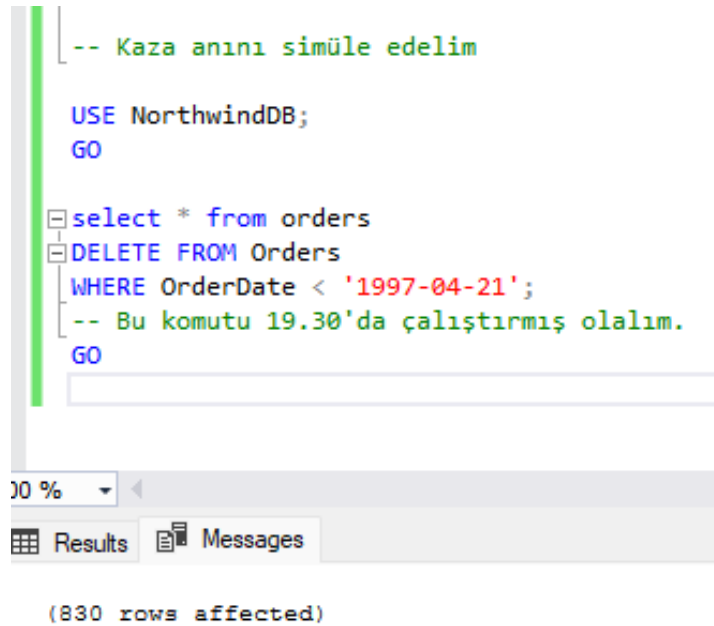 -- Kaza anını simüle edelim
USE NorthwindDB;
GO
select * from orders
DELETE FROM Orders
WHERE OrderDate < '1997-04-21';
-- Bu komutu 19.30'da çalıştırmış olalım.
GO
00 %
Results Messages
(830 rows affected)